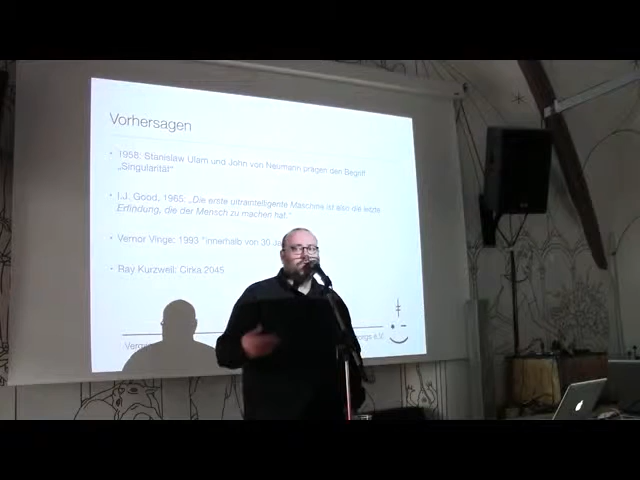 Vorhersagen
• 1958: Stanislaw Ulam und John von Neumann prägen den Begriff
„Singularität“
• I.J. Good, 1965: „Die erste ultraintelligente Maschine ist also die letzte
Erfindung, die der Mensch zu machen hat.“
• Vernor Vinge: 1993 "innerhalb von 30
• Ray Kurzweil: Cirka 2045